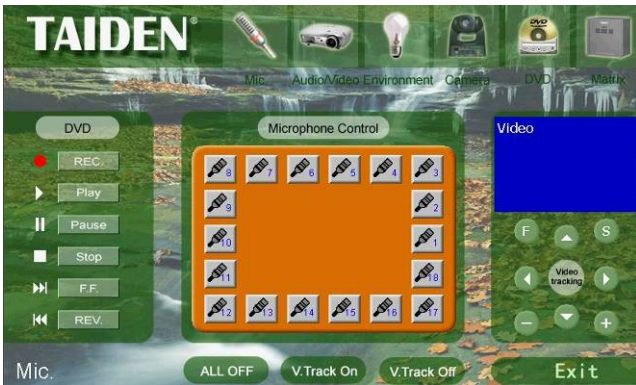 TAIDEN®
Mic. Audio/Video Environment Camera DVD Matrix
DVD
DVD
REC.
Play
Pause
Stop
F.F.
REV.
Microphone Control
8 7 6 5 4 3
9 2
10 1
11 18
12 13 14 15 16 17
Video
F S
Video
tracking
− +
Mic.
ALL OFF V.Track On V.Track Off
Exit